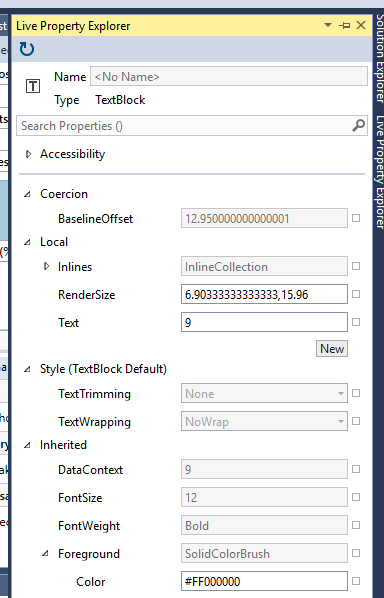 Live Property Explorer
T
Name <No Name>
Type TextBlock
Search Properties ()
Accessibility
Coercion
BaselineOffset 12.950000000000001
Local
Inlines InlineCollection
RenderSize 6.90333333333333,15.96
Text 9
New
Style (TextBlock Default)
TextTrimming None
TextWrapping NoWrap
Inherited
DataContext 9
FontSize 12
FontWeight Bold
Foreground SolidColorBrush
Color #FF000000
Solution Explorer
Live Property Explorer